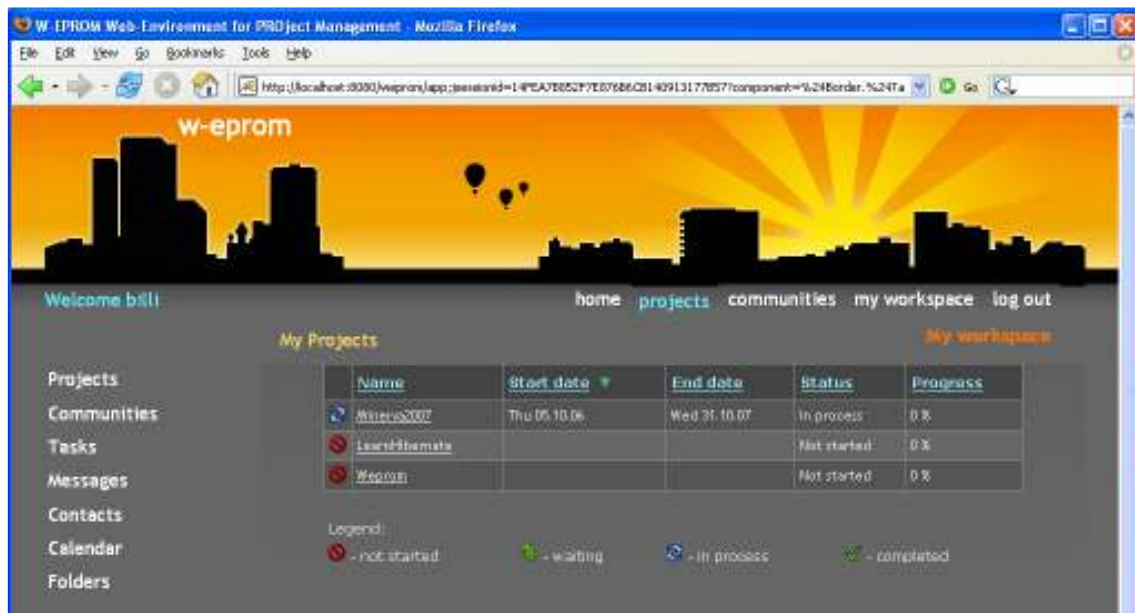 W-EPROM Web-Environment for PROject Management - Mozilla Firefox
File Edit View Go Bookmarks Tools Help
Go
w-eprom
Welcome billi
home projects communities my workspace log out
My Projects
My workspace
Projects
Communities
Tasks
Messages
Contacts
Calendar
Folders
Name Start date End date Status Progress
Minerva2007 Thu 05.10.06 Wed 31.10.07 In process 0 %
LearnHibernate Not started 0 %
Weprom Not started 0 %
Legend:
- not started - waiting - in process - completed